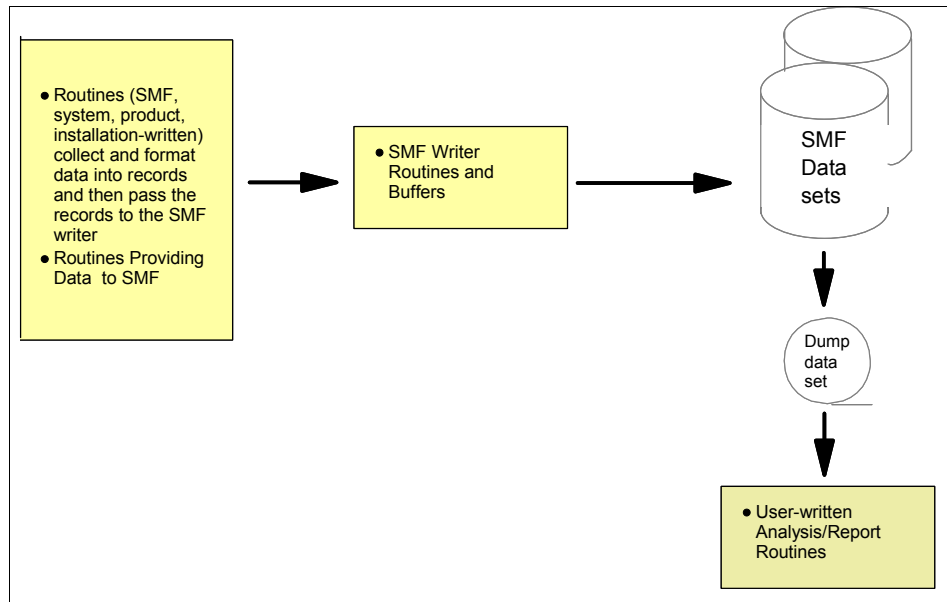 ● Routines (SMF,
system, product,
installation-written)
collect and format
data into records
and then pass the
records to the SMF
writer
● Routines Providing
Data to SMF
● SMF Writer
Routines and
Buffers
SMF
Data
sets
Dump
data
set
● User-written
Analysis/Report
Routines